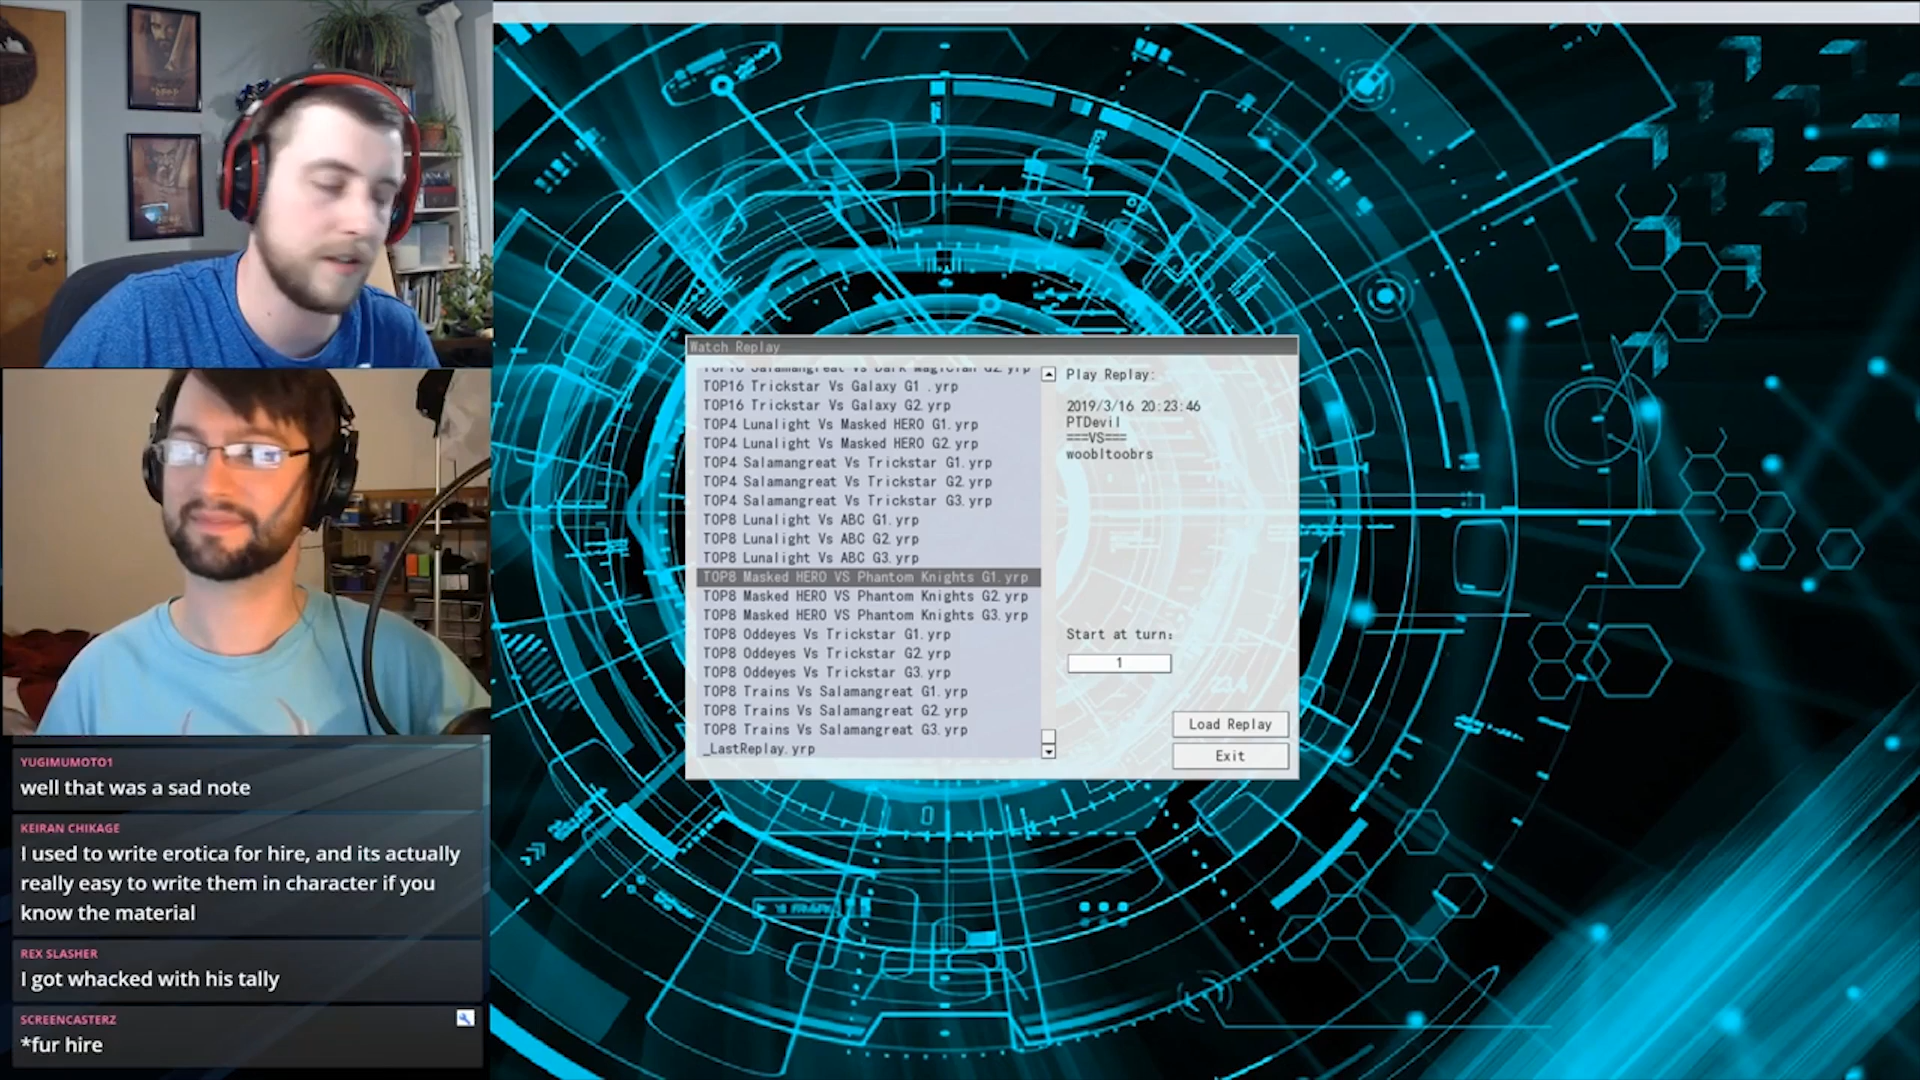 Watch Replay
TOP16 Salamangreat Vs Dark Magician G2.yrp
TOP16 Trickstar Vs Galaxy G1 .yrp
TOP16 Trickstar Vs Galaxy G2.yrp
TOP4 Lunalight Vs Masked HERO G1.yrp
TOP4 Lunalight Vs Masked HERO G2.yrp
TOP4 Salamangreat Vs Trickstar G1.yrp
TOP4 Salamangreat Vs Trickstar G2.yrp
TOP4 Salamangreat Vs Trickstar G3.yrp
TOP8 Lunalight Vs ABC G1.yrp
TOP8 Lunalight Vs ABC G2.yrp
TOP8 Lunalight Vs ABC G3.yrp
TOP8 Masked HERO VS Phantom Knights G1.yrp
TOP8 Masked HERO VS Phantom Knights G2.yrp
TOP8 Masked HERO VS Phantom Knights G3.yrp
TOP8 Oddeyes Vs Trickstar G1.yrp
TOP8 Oddeyes Vs Trickstar G2.yrp
TOP8 Oddeyes Vs Trickstar G3.yrp
TOP8 Trains Vs Salamangreat G1.yrp
TOP8 Trains Vs Salamangreat G2.yrp
TOP8 Trains Vs Salamangreat G3.yrp
_LastReplay.yrp
Play Replay:
2019/3/16 20:23:46
PTDevil
===VS===
woobltoobrs
Start at turn:
1
Load Replay
Exit
YUGIMUMOTO1
well that was a sad note
KEIRAN CHIKAGE
I used to write erotica for hire, and its actually
really easy to write them in character if you
know the material
REX SLASHER
I got whacked with his tally
SCREENCASTERZ
*fur hire